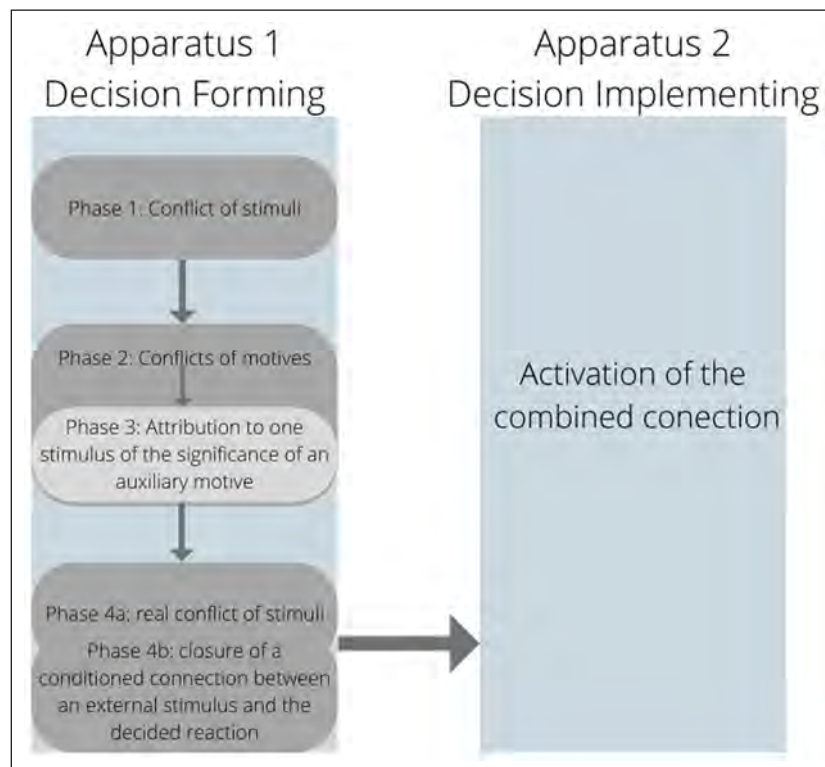 Apparatus 1
Decision Forming
Phase 1: Conflict of stimuli
Phase 2: Conflicts of motives
Phase 3: Attribution to one
stimulus of the significance of an
auxiliary motive
Phase 4a: real conflict of stimuli
Phase 4b: closure of a
conditioned connection between
an external stimulus and the
decided reaction
Apparatus 2
Decision Implementing
Activation of the
combined conection